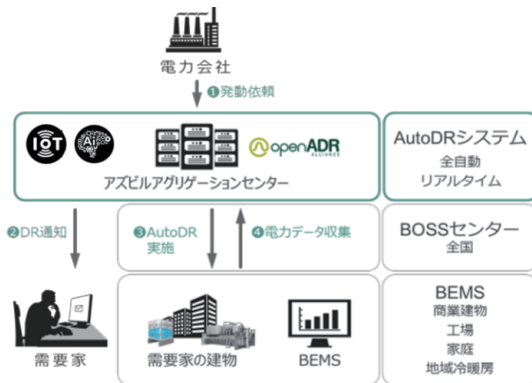 電力会社
❶発動依頼
IoT
Ai
openADR
ALLIANCE
アズビルアグリゲーションセンター
AutoDRシステム
全自動
リアルタイム
❷DR通知
❸AutoDR
実施
❹電力データ収集
BOSSセンター
全国
需要家
需要家の建物
BEMS
BEMS
商業建物
工場
家庭
地域冷暖房